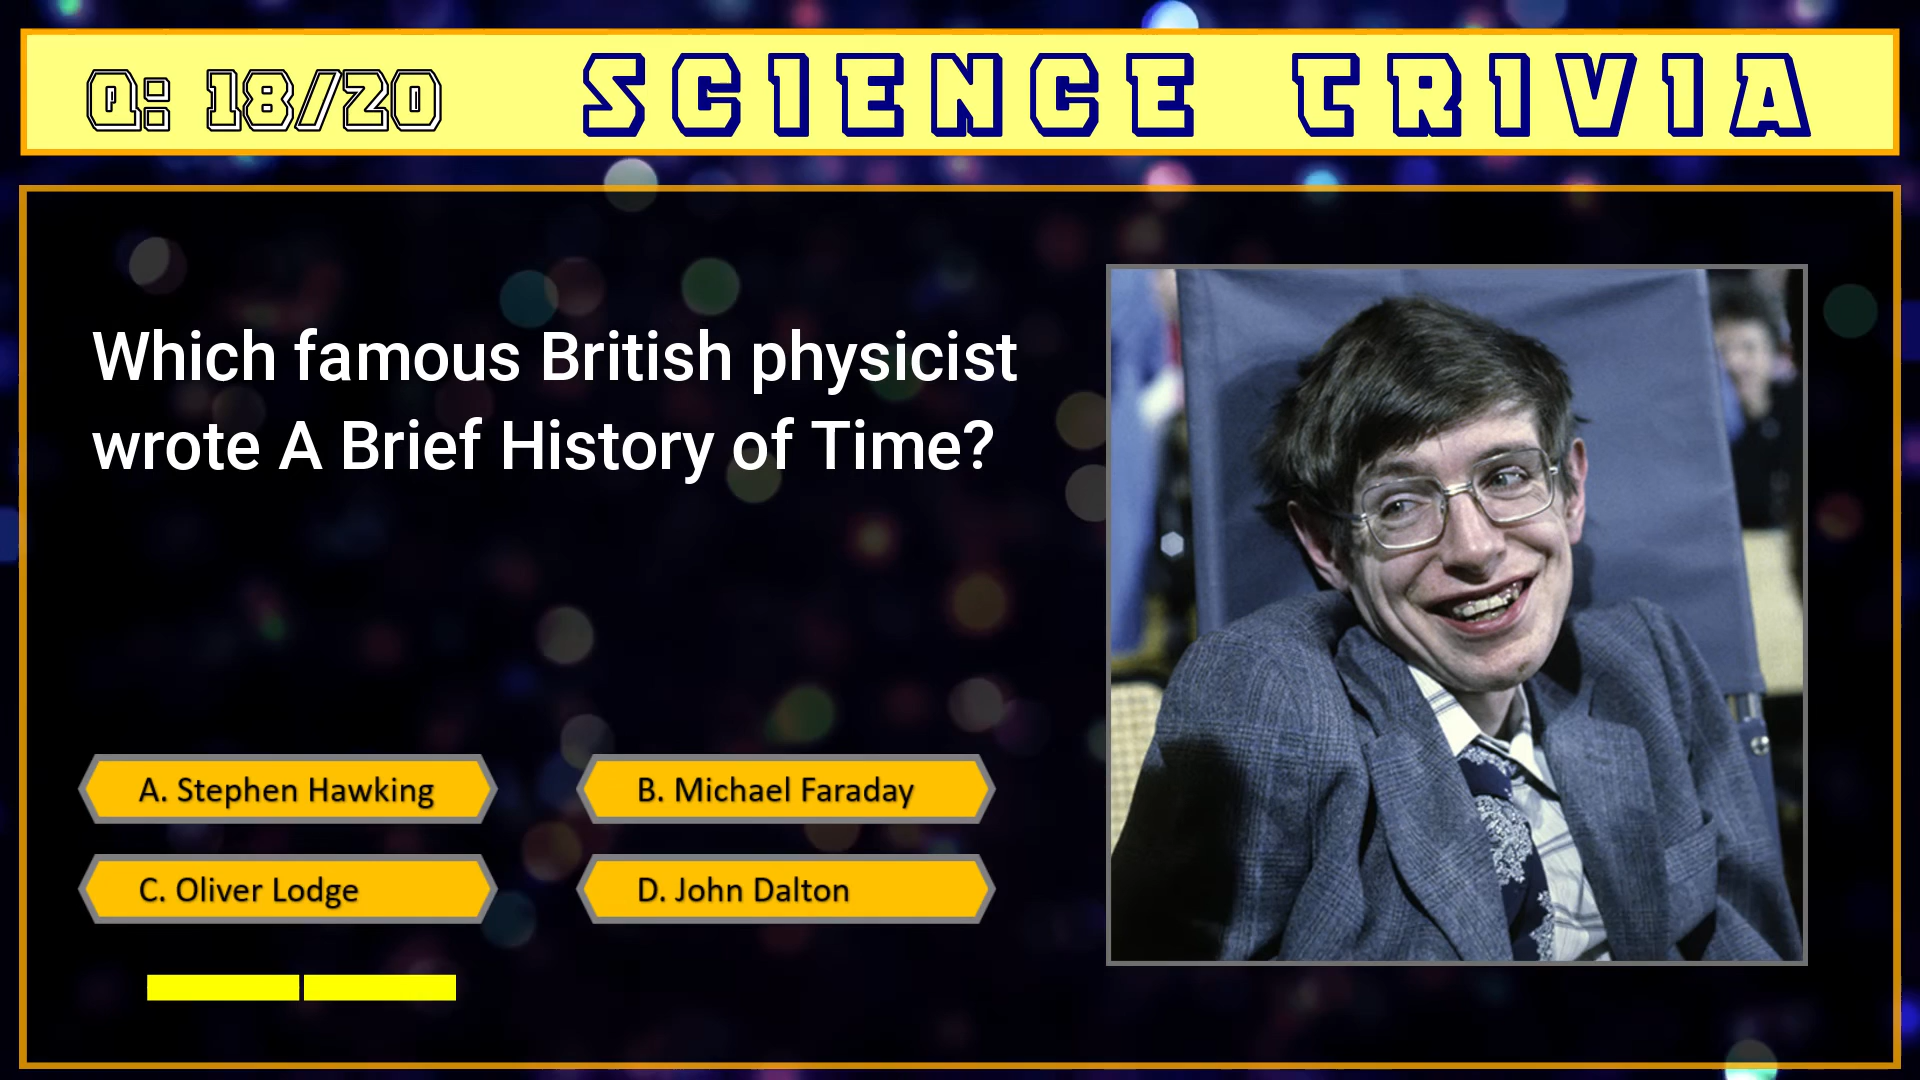 Q: 18/20 SCIENCE TRIVIA
Which famous British physicist
wrote A Brief History of Time?
A. Stephen Hawking
B. Michael Faraday
C. Oliver Lodge
D. John Dalton